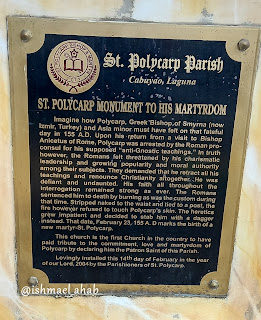 St. Polycarp Parish
Cabuyao, Laguna
ST. POLYCARP MONUMENT TO HIS MARTYRDOM
Imagine how Polycarp, Greek Bishop of Smyrna (now
Izmir, Turkey) and Asia minor must have felt on that fateful
day in 155 A.D. Upon his return from a visit to Bishop
Anicetus of Rome, Polycarp was arrested by the Roman pro-
consul for his supposed "anti-Gnostic teachings." In truth
however, the Romans felt threatened by his charismatic
leadership and growing popularity and moral authority
among their subjects. They demanded that he retract all his
teachings and renounce Christianity altogether. He was
defiant and undaunted. His faith all throughout the
interrogation remained strong as ever. The Romans
sentenced him to death by burning as was the custom during
that time. Stripped naked to the waist and tied to a post, the
fire however refused to touch Polycarp's skin. The heretics
grew impatient and decided to stab him with a dagger
instead. That date, February 23, 155 A. D marks the birth of a
new martyr-St. Polycarp.
This church is the first Church in the country to have
paid tribute to the commitment, love and martyrdom of
Polycarp by declaring him the Patron Saint of this Parish.
Lovingly installed this 14th day of February in the year
of our Lord, 2004 by the Parishioners of St. Polycarp.
@ishmael_ahab